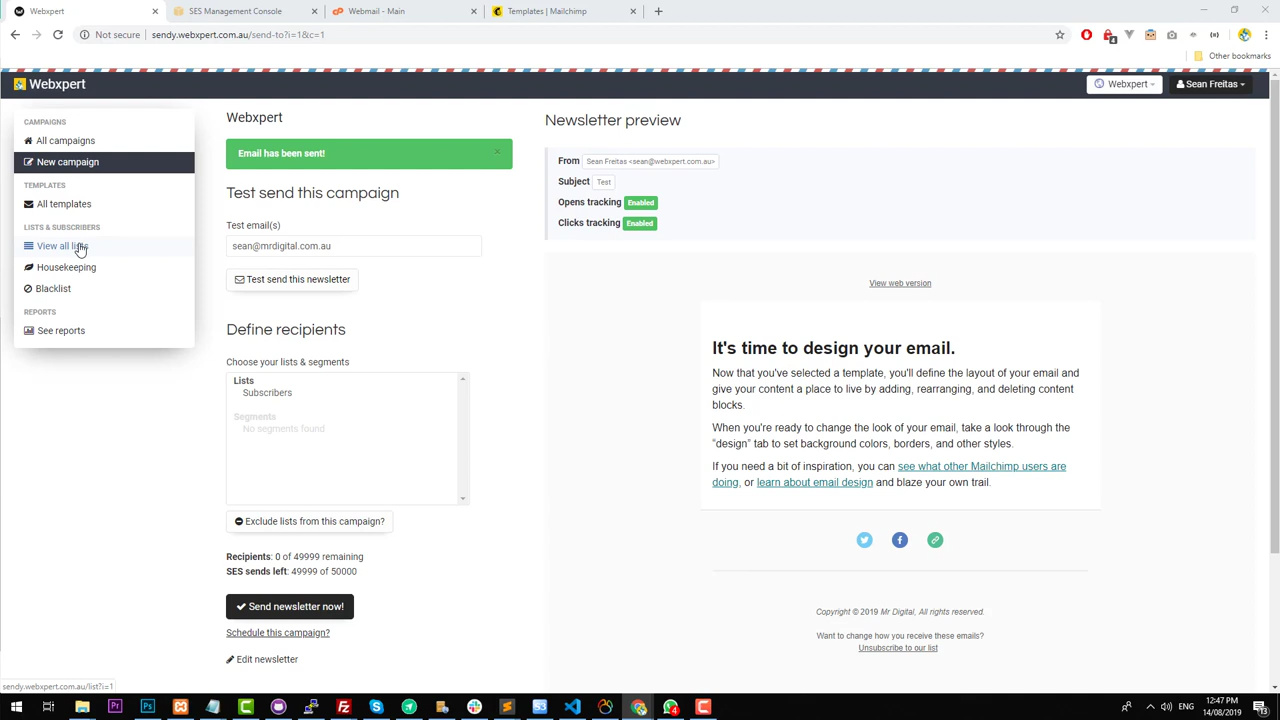 Webxpert
SES Management Console
Webmail - Main
Templates | Mailchimp
Not secure | sendy.webxpert.com.au/send-to?i=1&c=1
4
Other bookmarks
Webxpert
Webxpert
Sean Freitas
CAMPAIGNS
All campaigns
New campaign
TEMPLATES
All templates
LISTS & SUBSCRIBERS
View all lists
Housekeeping
Blacklist
REPORTS
See reports
Webxpert
Email has been sent!
×
Test send this campaign
Test email(s)
sean@mrdigital.com.au
Test send this newsletter
Define recipients
Choose your lists & segments
Lists
Subscribers
Segments
No segments found
Exclude lists from this campaign?
Recipients: 0 of 49999 remaining
SES sends left: 49999 of 50000
Send newsletter now!
Schedule this campaign?
Edit newsletter
Newsletter preview
From Sean Freitas <sean@webxpert.com.au>
Subject Test
Opens tracking Enabled
Clicks tracking Enabled
View web version
It's time to design your email.
Now that you've selected a template, you'll define the layout of your email and
give your content a place to live by adding, rearranging, and deleting content
blocks.
When you're ready to change the look of your email, take a look through the
"design" tab to set background colors, borders, and other styles.
If you need a bit of inspiration, you can see what other Mailchimp users are
doing, or learn about email design and blaze your own trail.
Copyright © 2019 Mr Digital, All rights reserved.
Want to change how you receive these emails?
Unsubscribe to our list
sendy.webxpert.com.au/list?i=1
Pr
Ps
4
ENG
12:47 PM
14/08/2019
13